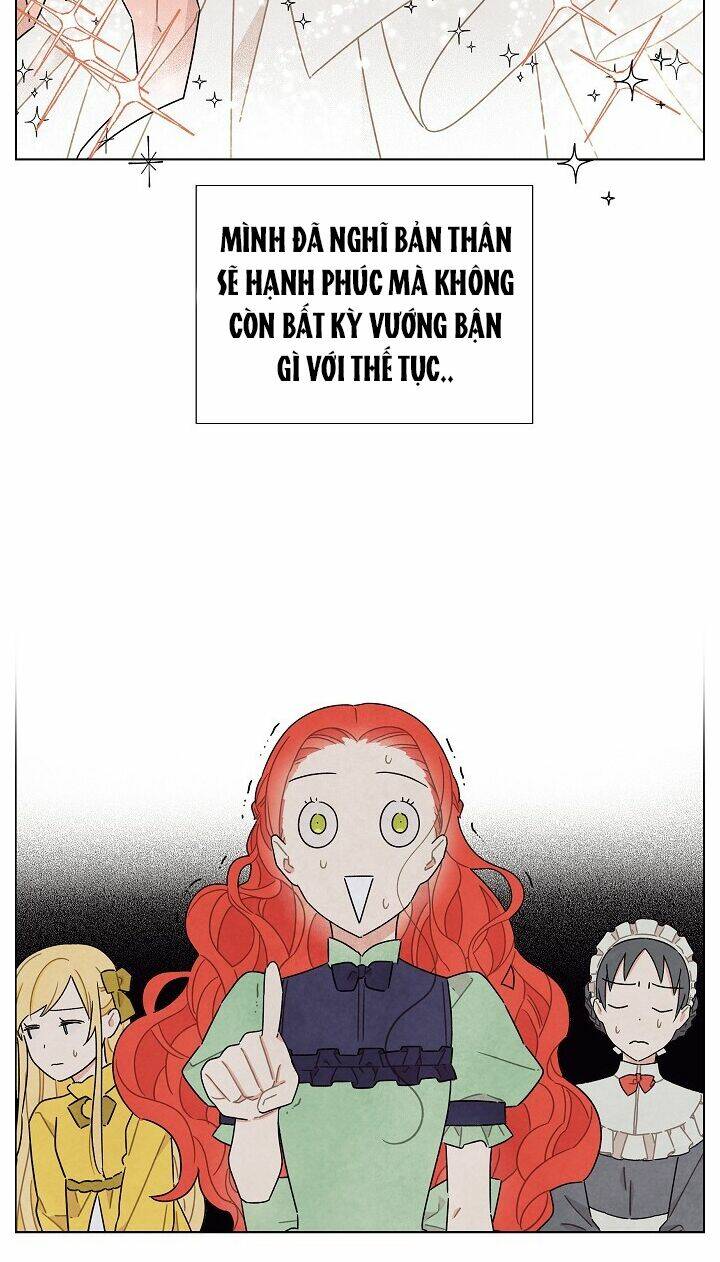 MÌNH ĐÃ NGHĨ BẢN THÂN
SẼ HẠNH PHÚC MÀ KHÔNG
CÒN BẤT KỲ VƯỚNG BẬN
GÌ VỚI THẾ TỤC..